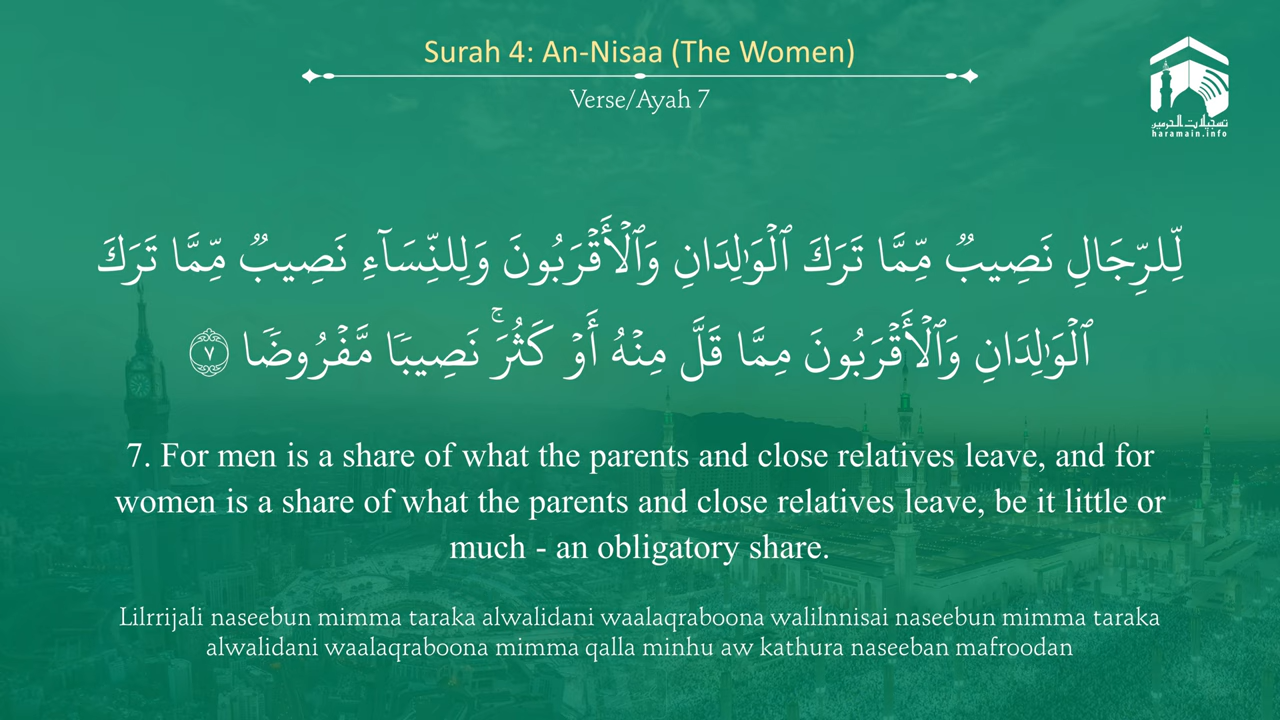 Surah 4: An-Nisaa (The Women)
Verse/Ayah 7
تسجيلات الحرمين
haramain.info
لِّلرِّجَالِ نَصِيبٌ مِّمَّا تَرَكَ ٱلْوَٰلِدَانِ وَٱلْأَقْرَبُونَ وَلِلنِّسَآءِ نَصِيبٌ مِّمَّا تَرَكَ
ٱلْوَٰلِدَانِ وَٱلْأَقْرَبُونَ مِمَّا قَلَّ مِنْهُ أَوْ كَثُرَ ۚ نَصِيبًا مَّفْرُوضًا ٧
7. For men is a share of what the parents and close relatives leave, and for
women is a share of what the parents and close relatives leave, be it little or
much - an obligatory share.
Lilrrijali naseebun mimma taraka alwalidani waalaqraboona walilnnisai naseebun mimma taraka
alwalidani waalaqraboona mimma qalla minhu aw kathura naseeban mafroodan